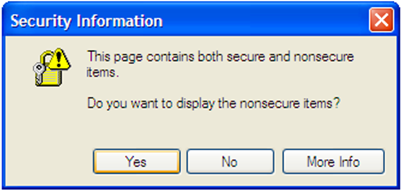 Security Information
This page contains both secure and nonsecure
items.
Do you want to display the nonsecure items?
Yes No More Info